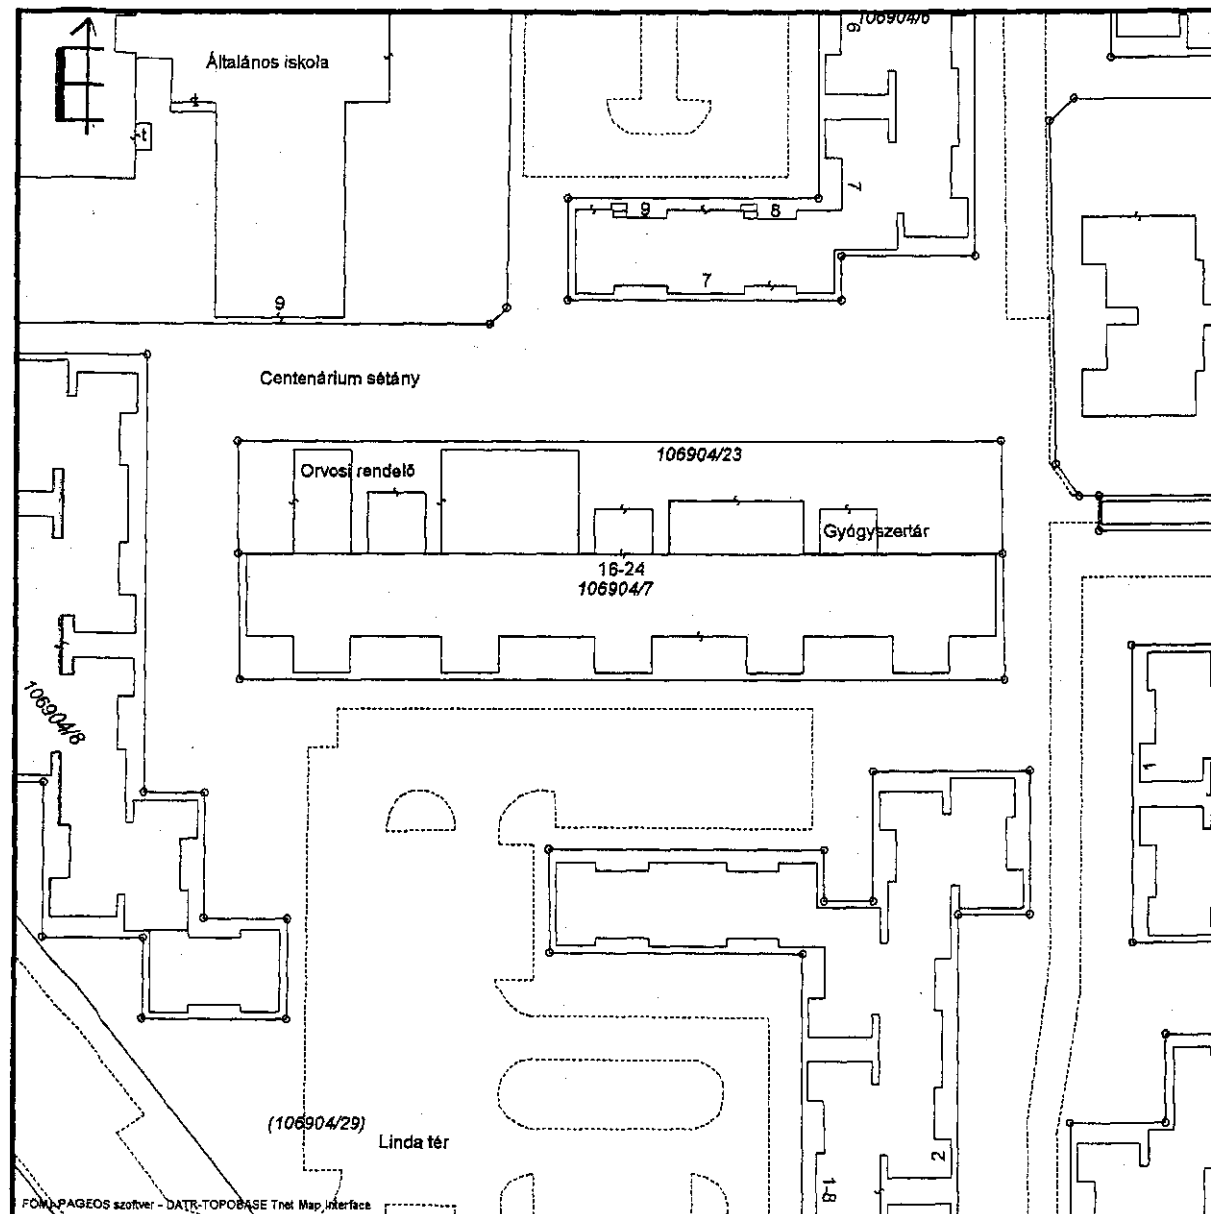 106904/6
6
Általános iskola
t
7
9
8
7
9
Centenárium sétány
106904/23
Orvosi rendelő
Gyógyszertár
16-24
106904/7
106904/8
1
(106904/29)
Linda tér
2
1-8
FÖMI, PAGEOS szoftver - DATR-TOPOBASE Tnet Map Interface